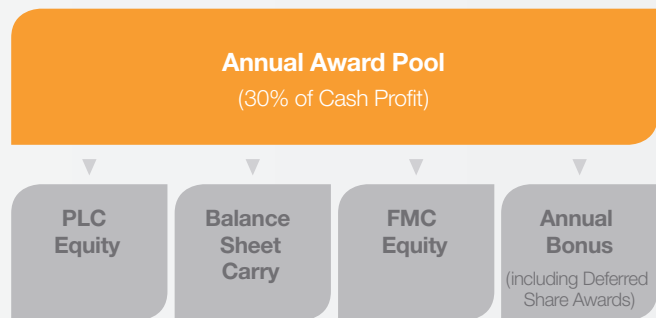 Annual Award Pool
(30% of Cash Profit)
PLC
Equity
Balance
Sheet
Carry
FMC
Equity
Annual
Bonus
(including Deferred
Share Awards)